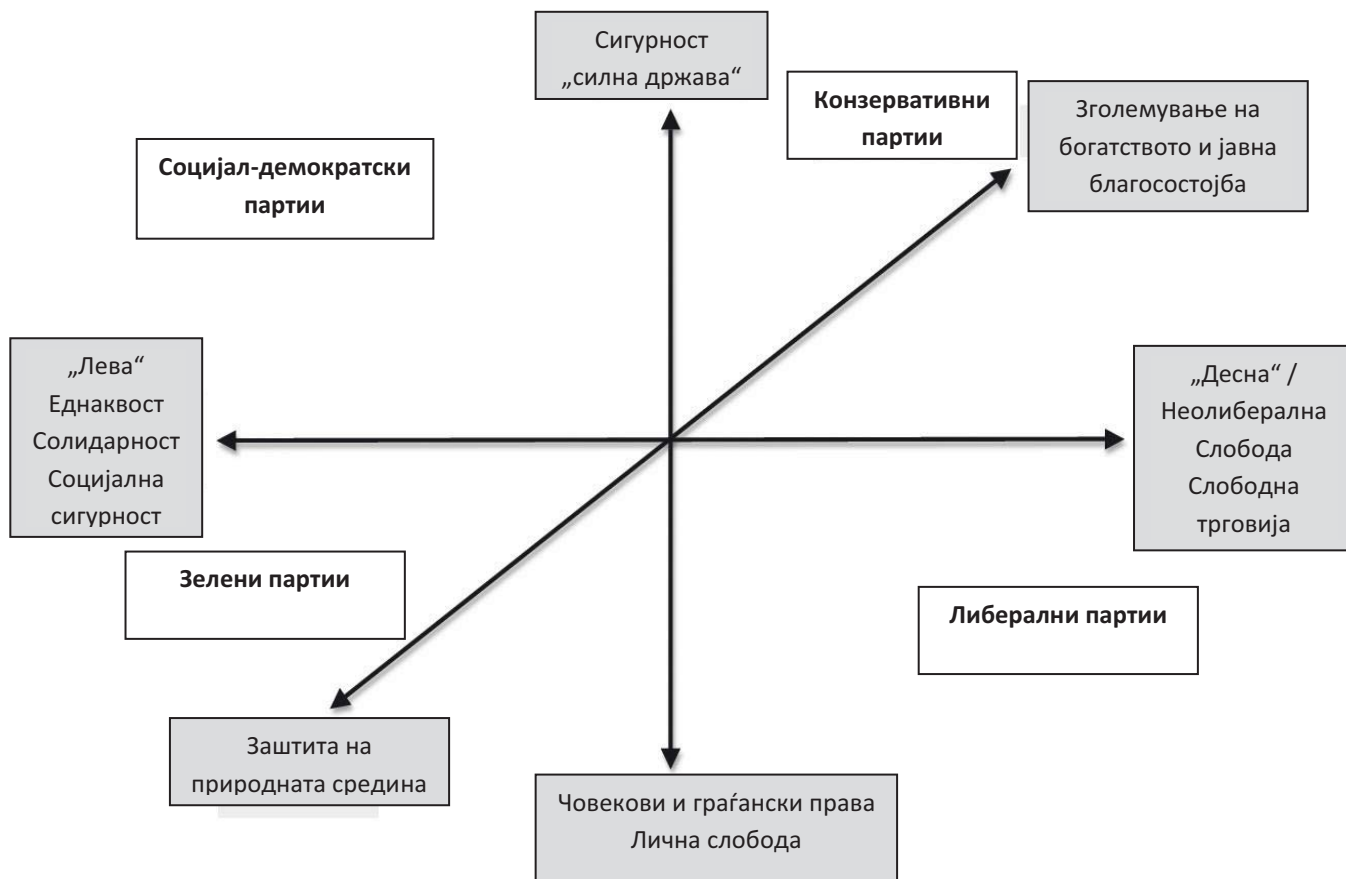 Сигурност
„силна држава“
Конзервативни
партии
Зголемување на
богатството и јавна
благосостојба
Социјал-демократски
партии
„Лева“
Еднаквост
Солидарност
Социјална
сигурност
„Десна“ /
Неолиберална
Слобода
Слободна
трговија
Зелени партии
Либерални партии
Заштита на
природната средина
Човекови и граѓански права
Лична слобода